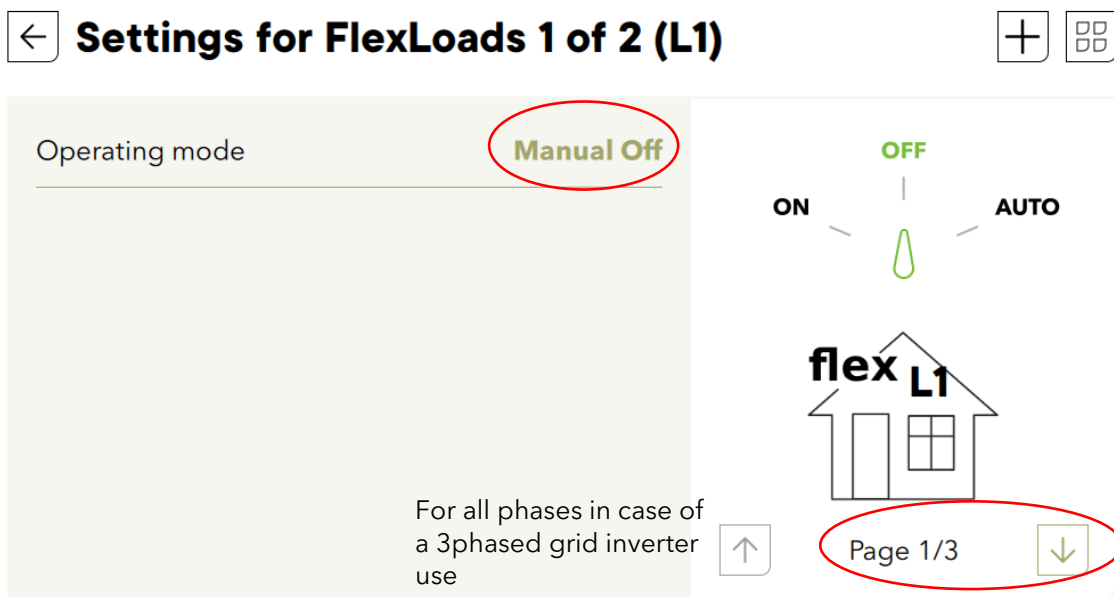 Settings for FlexLoads 1 of 2 (L1)
Operating mode
Manual Off
OFF
ON
AUTO
flex
L1
For all phases in case of
a 3phased grid inverter
use
Page 1/3